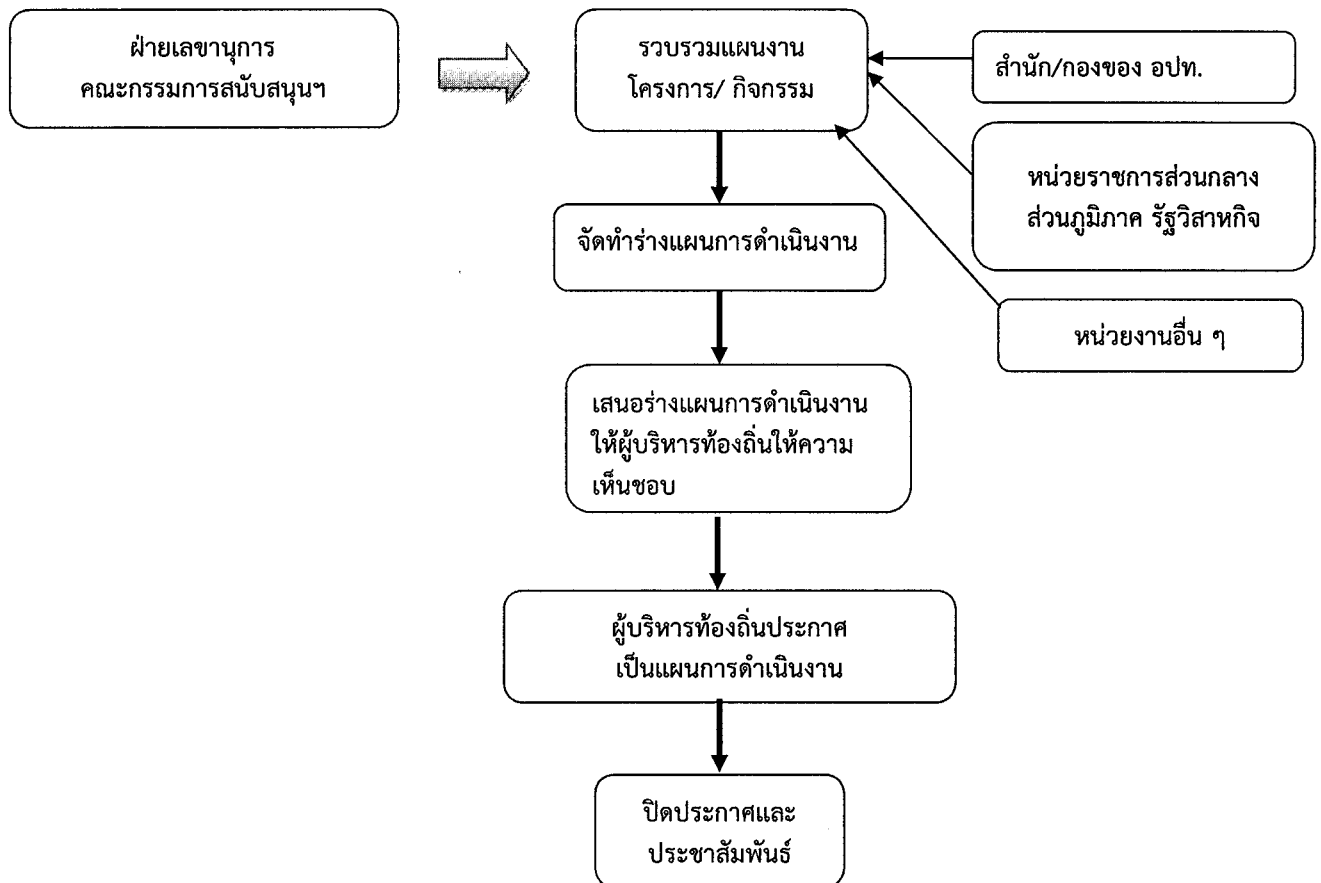 ฝ่ายเลขานุการ
คณะกรรมการสนับสนุนฯ
รวบรวมแผนงาน
โครงการ/ กิจกรรม
สำนัก/กองของ อปท.
หน่วยราชการส่วนกลาง
ส่วนภูมิภาค รัฐวิสาหกิจ
หน่วยงานอื่น ๆ
จัดทำร่างแผนการดำเนินงาน
เสนอร่างแผนการดำเนินงาน
ให้ผู้บริหารท้องถิ่นให้ความ
เห็นชอบ
ผู้บริหารท้องถิ่นประกาศ
เป็นแผนการดำเนินงาน
ปิดประกาศและ
ประชาสัมพันธ์